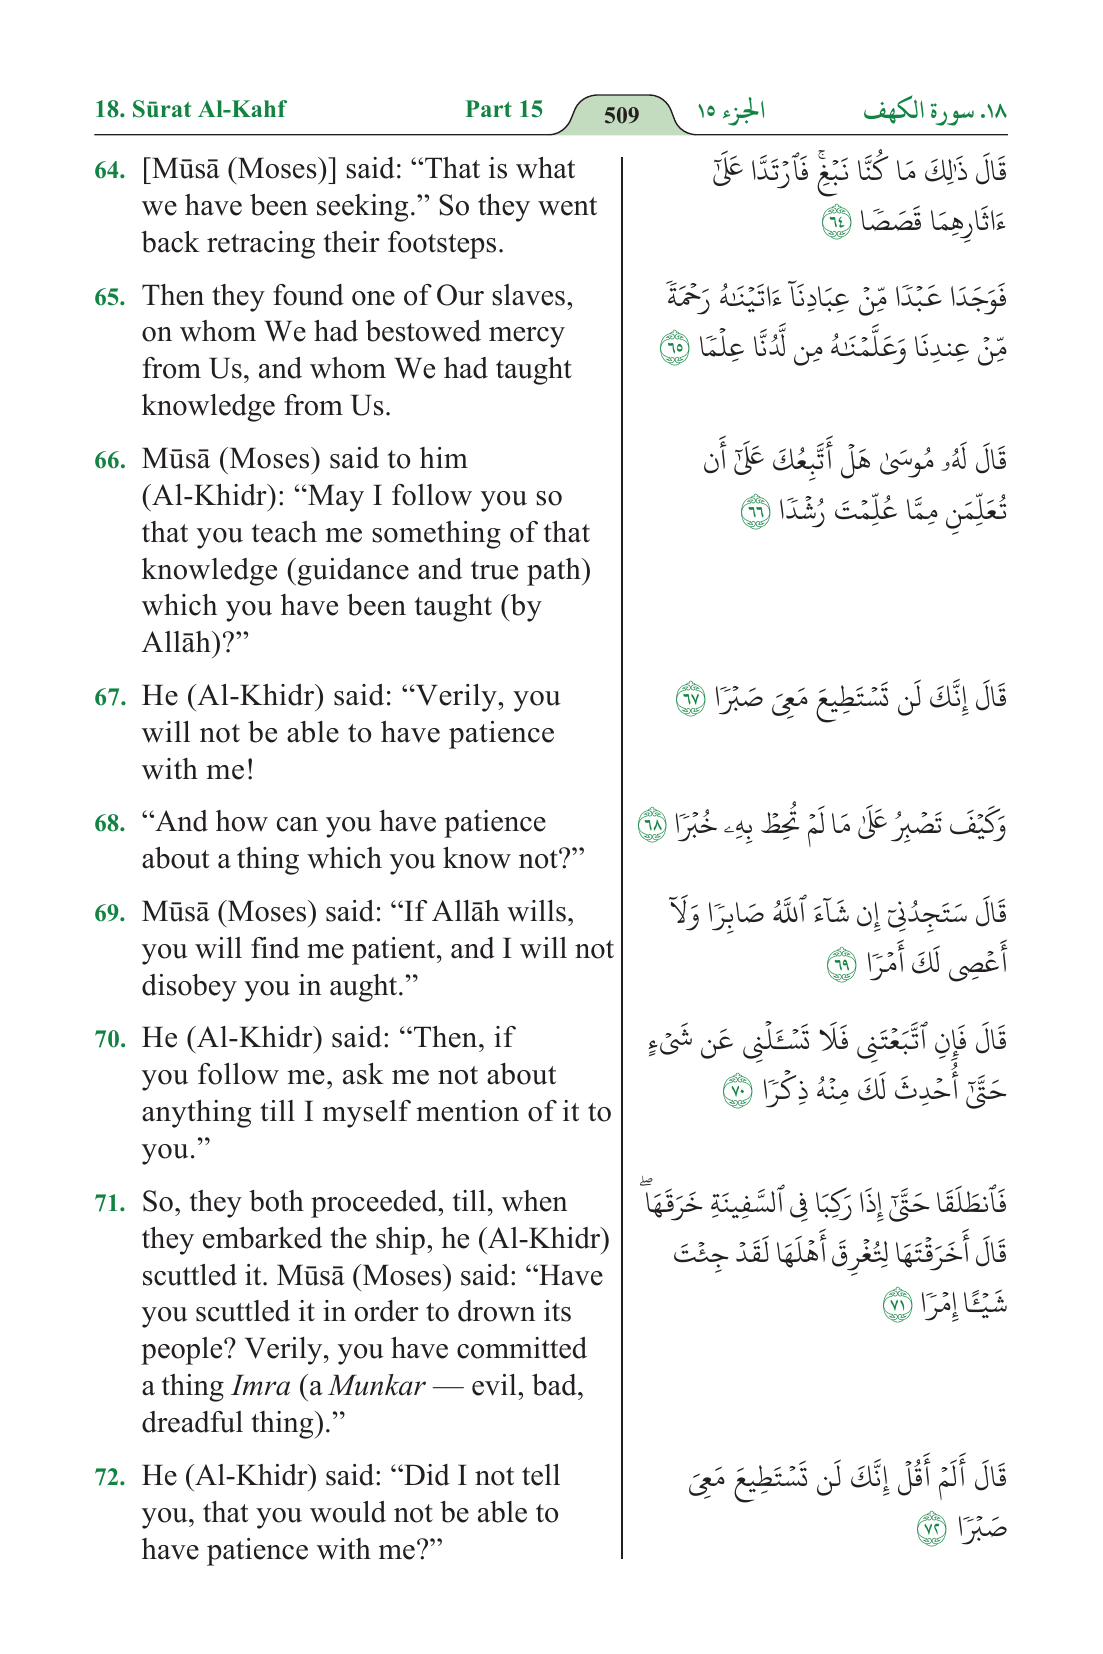 18. Sūrat Al-Kahf
Part 15
509
الجزء ١٥
١٨. سورة الكهف
64. [Mūsā (Moses)] said: “That is what
we have been seeking.” So they went
back retracing their footsteps.
قَالَ ذَٰلِكَ مَا كُنَّا نَبْغِۚ فَٱرْتَدَّا عَلَىٰٓ
ءَاثَارِهِمَا قَصَصًا ٦٤
65. Then they found one of Our slaves,
on whom We had bestowed mercy
from Us, and whom We had taught
knowledge from Us.
فَوَجَدَا عَبْدًا مِّنْ عِبَادِنَآ ءَاتَيْنَٰهُ رَحْمَةً
مِّنْ عِندِنَا وَعَلَّمْنَٰهُ مِن لَّدُنَّا عِلْمًا ٦٥
66. Mūsā (Moses) said to him
(Al-Khidr): “May I follow you so
that you teach me something of that
knowledge (guidance and true path)
which you have been taught (by
Allāh)?”
قَالَ لَهُۥ مُوسَىٰ هَلْ أَتَّبِعُكَ عَلَىٰٓ أَن
تُعَلِّمَنِ مِمَّا عُلِّمْتَ رُشْدًا ٦٦
67. He (Al-Khidr) said: “Verily, you
will not be able to have patience
with me!
قَالَ إِنَّكَ لَن تَسْتَطِيعَ مَعِىَ صَبْرًا ٦٧
68. “And how can you have patience
about a thing which you know not?”
وَكَيْفَ تَصْبِرُ عَلَىٰ مَا لَمْ تُحِطْ بِهِۦ خُبْرًا ٦٨
69. Mūsā (Moses) said: “If Allāh wills,
you will find me patient, and I will not
disobey you in aught.”
قَالَ سَتَجِدُنِىٓ إِن شَآءَ ٱللَّهُ صَابِرًا وَلَآ
أَعْصِى لَكَ أَمْرًا ٦٩
70. He (Al-Khidr) said: “Then, if
you follow me, ask me not about
anything till I myself mention of it to
you.”
قَالَ فَإِنِ ٱتَّبَعْتَنِى فَلَا تَسْـَٔلْنِى عَن شَىْءٍ
حَتَّىٰٓ أُحْدِثَ لَكَ مِنْهُ ذِكْرًا ٧٠
71. So, they both proceeded, till, when
they embarked the ship, he (Al-Khidr)
scuttled it. Mūsā (Moses) said: “Have
you scuttled it in order to drown its
people? Verily, you have committed
a thing Imra (a Munkar — evil, bad,
dreadful thing).”
فَٱنطَلَقَا حَتَّىٰٓ إِذَا رَكِبَا فِى ٱلسَّفِينَةِ خَرَقَهَاۖ
قَالَ أَخَرَقْتَهَا لِتُغْرِقَ أَهْلَهَا لَقَدْ جِئْتَ
شَيْـًٔا إِمْرًا ٧١
72. He (Al-Khidr) said: “Did I not tell
you, that you would not be able to
have patience with me?”
قَالَ أَلَمْ أَقُلْ إِنَّكَ لَن تَسْتَطِيعَ مَعِىَ
صَبْرًا ٧٢